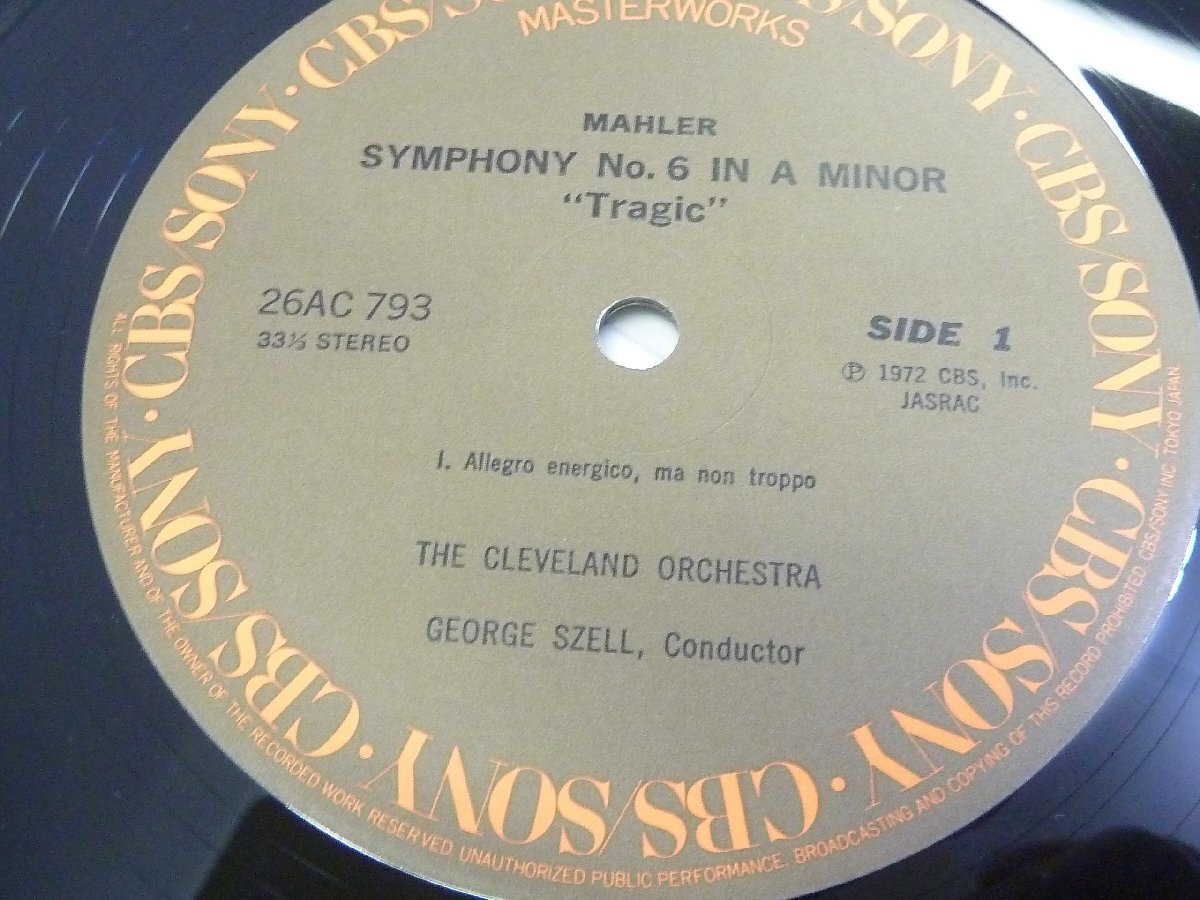 MASTERWORKS
MAHLER
SYMPHONY No. 6 IN A MINOR
“Tragic”
26AC 793
33⅓ STEREO
SIDE 1
Ⓟ 1972 CBS, Inc.
JASRAC
I. Allegro energico, ma non troppo
THE CLEVELAND ORCHESTRA
GEORGE SZELL, Conductor
CBS/SONY · CBS/SONY · CBS/SONY · CBS/SONY · CBS/SONY · CBS/SONY · CBS/SONY · CBS/SONY
ALL RIGHTS OF THE MANUFACTURER AND OF THE OWNER OF THE RECORDED WORK RESERVED UNAUTHORIZED PUBLIC PERFORMANCE. BROADCASTING AND COPYING OF THIS RECORD PROHIBITED CBS/SONY INC. TOKYO JAPAN